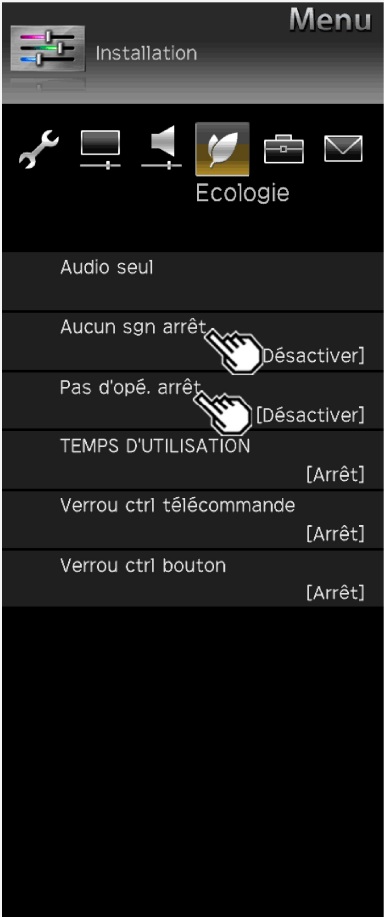 Menu
Installation
Ecologie
Audio seul
Aucun sgn arrêt
Désactiver]
Pas d'opé. arrêt
[Désactiver]
TEMPS D'UTILISATION
[Arrêt]
Verrou ctrl télécommande
[Arrêt]
Verrou ctrl bouton
[Arrêt]